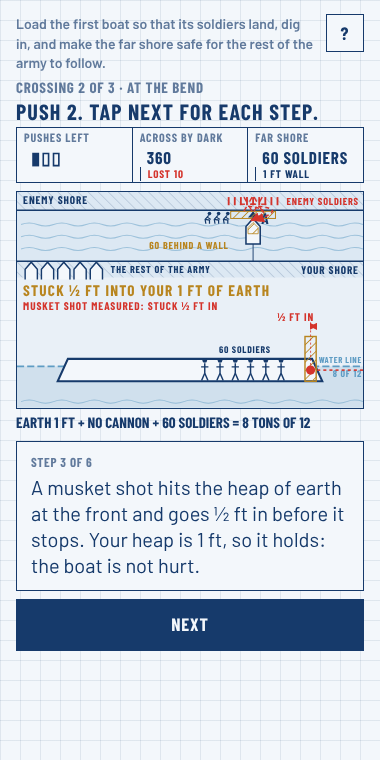 Load the first boat so that its soldiers land, dig
in, and make the far shore safe for the rest of the
army to follow.
?
CROSSING 2 OF 3 · AT THE BEND
PUSH 2. TAP NEXT FOR EACH STEP.
PUSHES LEFT
ACROSS BY DARK
360
LOST 10
FAR SHORE
60 SOLDIERS
1 FT WALL
ENEMY SHORE
ENEMY SOLDIERS
60 BEHIND A WALL
THE REST OF THE ARMY
YOUR SHORE
STUCK ½ FT INTO YOUR 1 FT OF EARTH
MUSKET SHOT MEASURED: STUCK ½ FT IN
½ FT IN
60 SOLDIERS
WATER LINE
8 OF 12
EARTH 1 FT + NO CANNON + 60 SOLDIERS = 8 TONS OF 12
STEP 3 OF 6
A musket shot hits the heap of earth
at the front and goes ½ ft in before it
stops. Your heap is 1 ft, so it holds:
the boat is not hurt.
NEXT